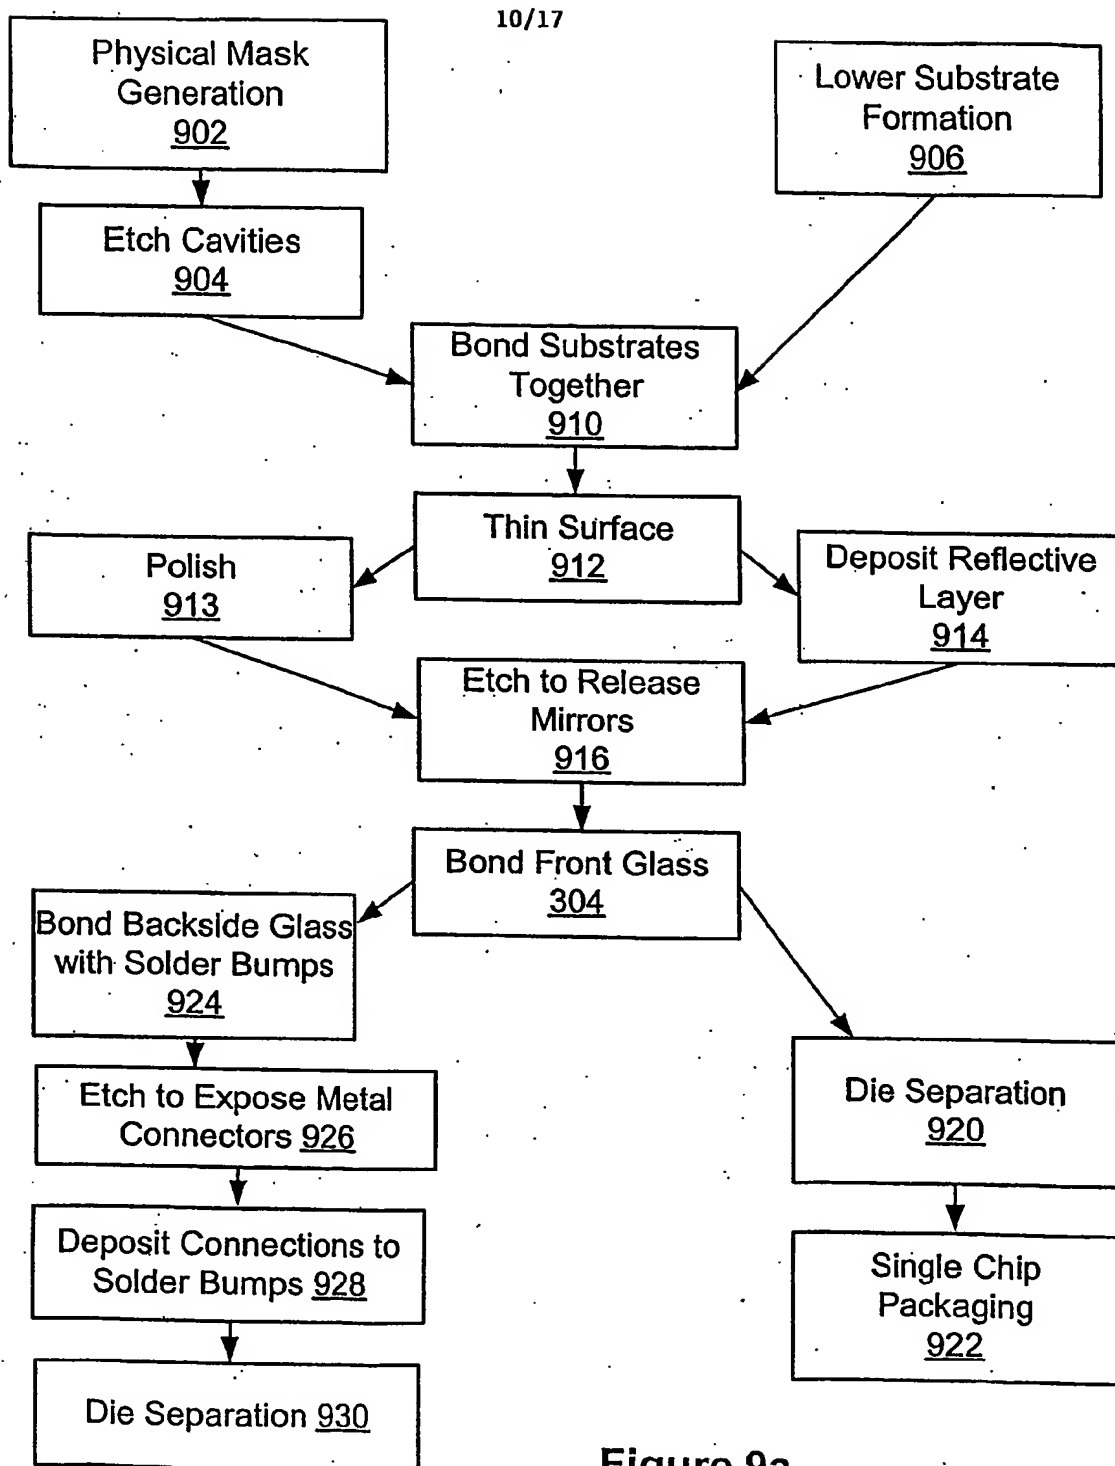 10/17
Physical Mask
Generation
902
Lower Substrate
Formation
906
Etch Cavities
904
Bond Substrates
Together
910
Thin Surface
912
Polish
913
Deposit Reflective
Layer
914
Etch to Release
Mirrors
916
Bond Front Glass
304
Bond Backside Glass
with Solder Bumps
924
Etch to Expose Metal
Connectors 926
Die Separation
920
Deposit Connections to
Solder Bumps 928
Single Chip
Packaging
922
Die Separation 930
Figure 9a